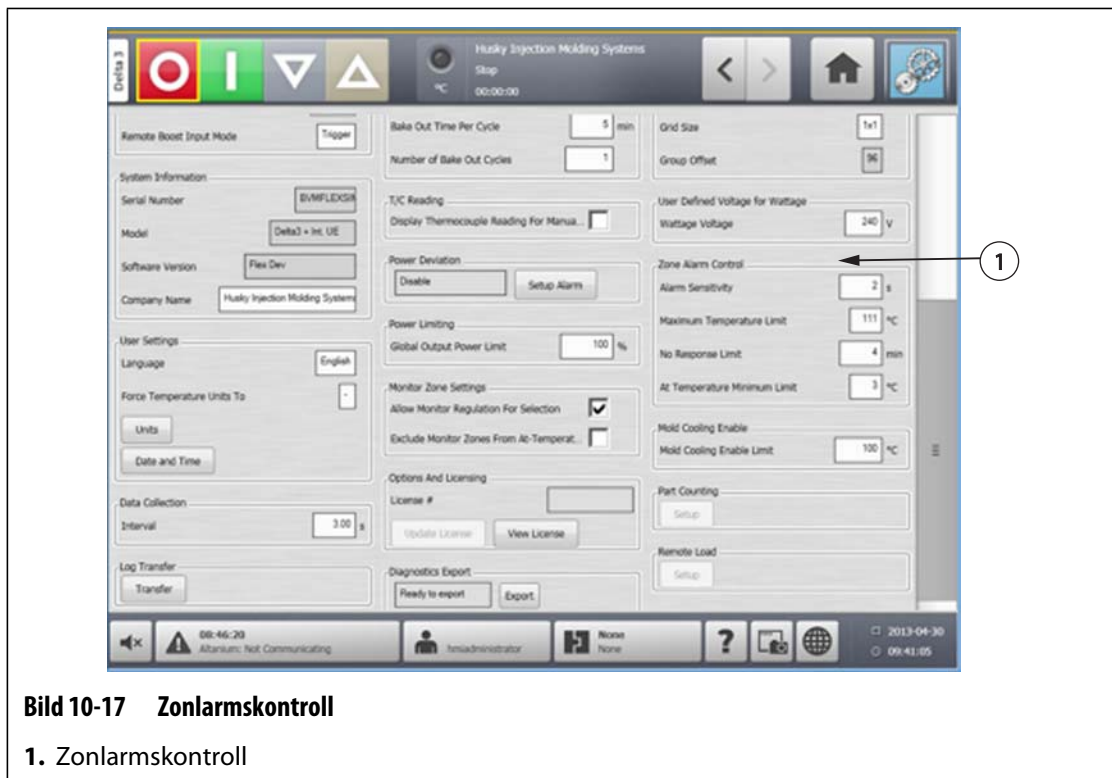 Delta 3
Husky Injection Molding Systems
Stop
°C
00:00:00
Remote Boost Input Mode
Trigger
System Information
Serial Number
BVMFLEXSIM
Model
Delta3 + Int. UE
Software Version
Flex Dev
Company Name
Husky Injection Molding Systems
User Settings
Language
English
Force Temperature Units To
-
Units
Date and Time
Data Collection
Interval
3.00 s
Log Transfer
Transfer
Bake Out Time Per Cycle
5 min
Number of Bake Out Cycles
1
T/C Reading
Display Thermocouple Reading For Manua...
Power Deviation
Disable
Setup Alarm
Power Limiting
Global Output Power Limit
100 %
Monitor Zone Settings
Allow Monitor Regulation For Selection
Exclude Monitor Zones From At-Temperat...
Options And Licensing
License #
Update License
View License
Diagnostics Export
Ready to export
Export
Grid Size
1x1
Group Offset
96
User Defined Voltage for Wattage
Wattage Voltage
240 V
Zone Alarm Control
1
Alarm Sensitivity
2 s
Maximum Temperature Limit
111 °C
No Response Limit
4 min
At Temperature Minimum Limit
3 °C
Mold Cooling Enable
Mold Cooling Enable Limit
100 °C
Part Counting
Setup
Remote Load
Setup
08:46:20
Altanium: Not Communicating
hmiadministrator
None
None
?
2013-04-30
09:41:05
Bild 10-17 Zonlarmskontroll
1. Zonlarmskontroll